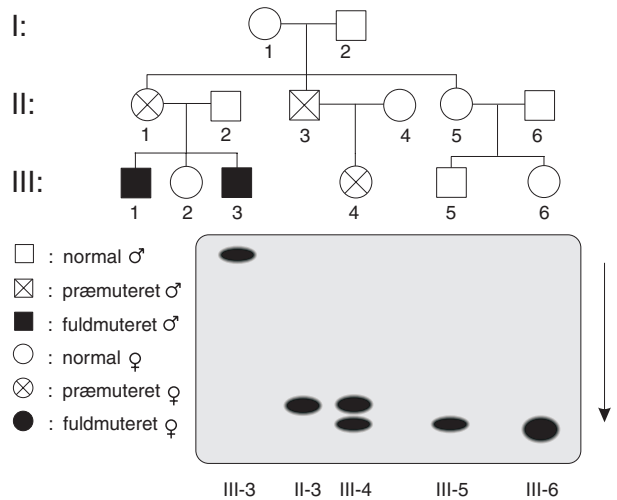 I:
1 2
II:
1 2 3 4 5 6
III:
1 2 3 4 5 6
: normal ♂
: præmuteret ♂
: fuldmuteret ♂
: normal ♀
: præmuteret ♀
: fuldmuteret ♀
III-3 II-3 III-4 III-5 III-6